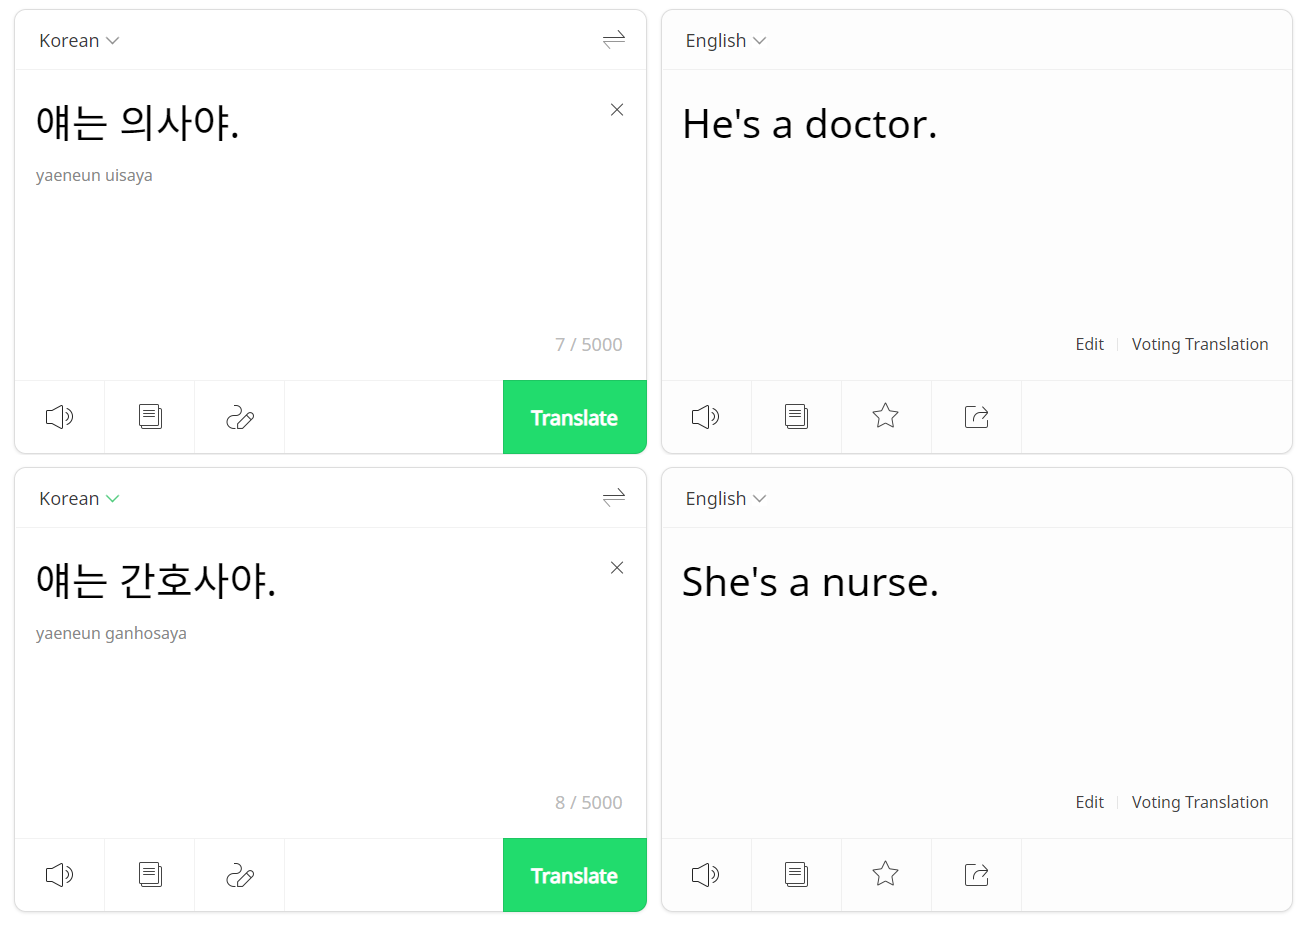 Korean
English
얘는 의사야.
He's a doctor.
yaeneun uisaya
7 / 5000
Edit
Voting Translation
Translate
Korean
English
얘는 간호사야.
She's a nurse.
yaeneun ganhosaya
8 / 5000
Edit
Voting Translation
Translate